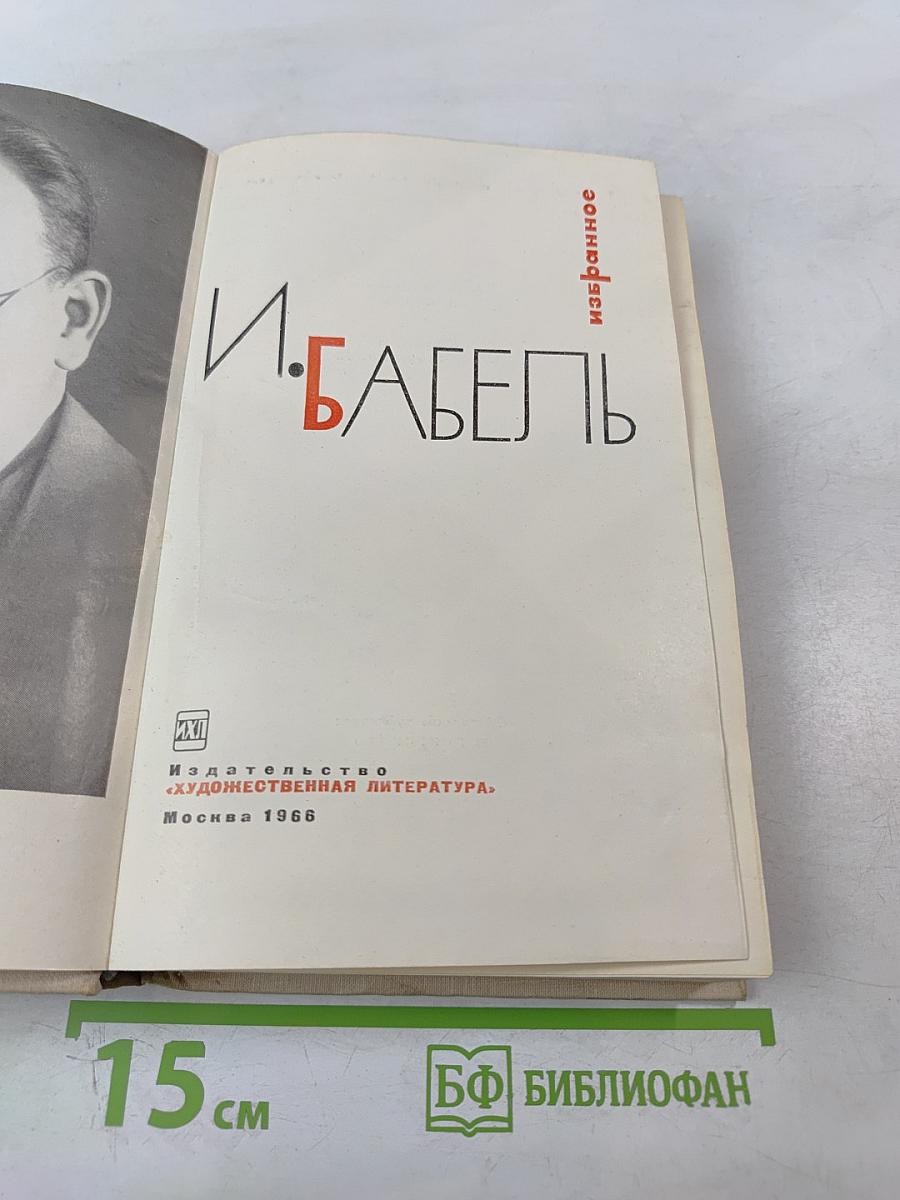 избранное
И. БАБЕЛЬ
ИХЛ
Издательство
«ХУДОЖЕСТВЕННАЯ ЛИТЕРАТУРА»
Москва 1966
15 см
БФ БИБЛИОФАН